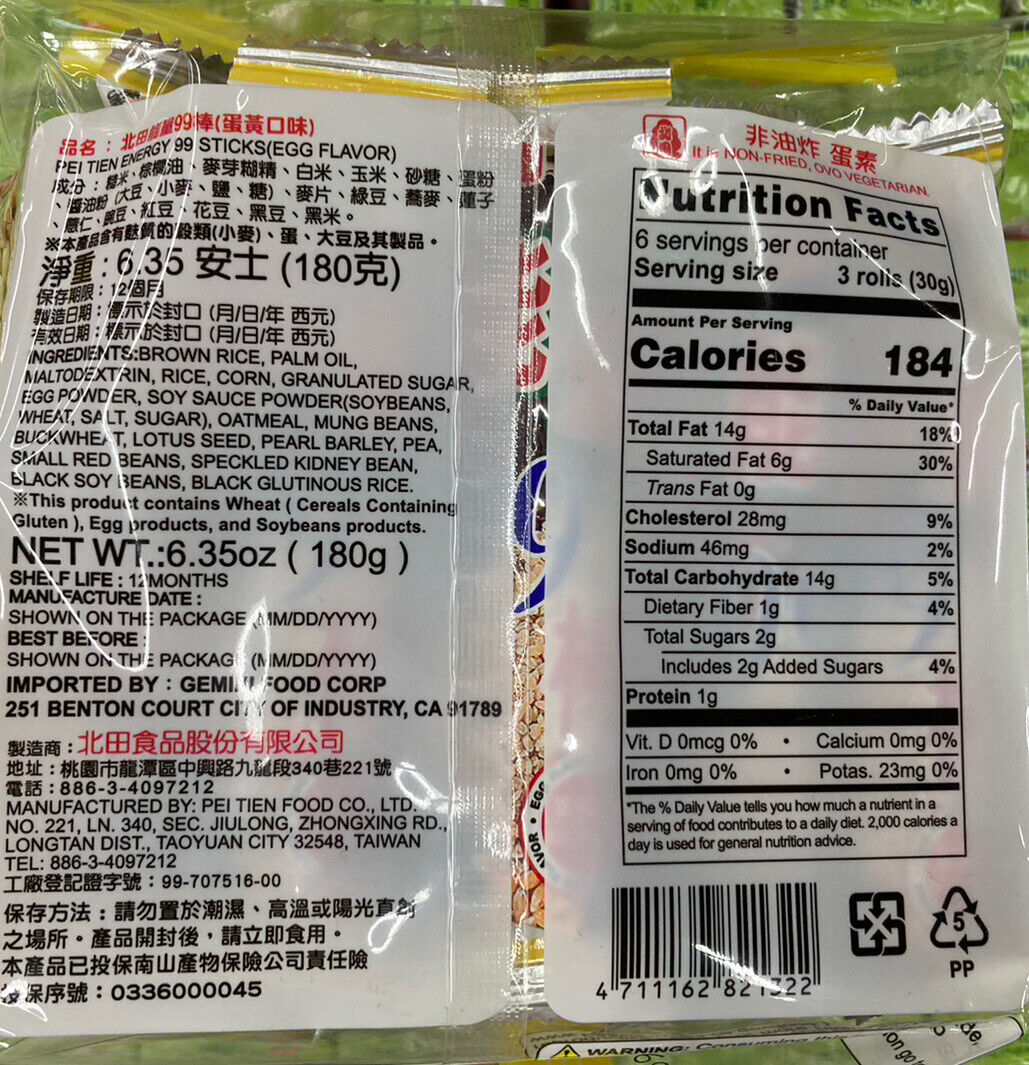 品名：北田能量99棒(蛋黃口味)
PEI TIEN ENERGY 99 STICKS(EGG FLAVOR)
成分：糙米、棕櫚油、麥芽糊精、白米、玉米、砂糖、蛋粉
、醬油粉 (大豆、小麥、鹽、糖)、麥片、綠豆、蕎麥、蓮子
、薏仁、豌豆、紅豆、花豆、黑豆、黑米。
※本產品含有麩質的穀類(小麥)、蛋、大豆及其製品。
淨重：6.35 安士 (180克)
保存期限：12個月
製造日期：標示於封口 (月/日/年 西元)
有效日期：標示於封口 (月/日/年 西元)
INGREDIENTS:BROWN RICE, PALM OIL,
MALTODEXTRIN, RICE, CORN, GRANULATED SUGAR,
EGG POWDER, SOY SAUCE POWDER(SOYBEANS,
WHEAT, SALT, SUGAR), OATMEAL, MUNG BEANS,
BUCKWHEAT, LOTUS SEED, PEARL BARLEY, PEA,
SMALL RED BEANS, SPECKLED KIDNEY BEAN,
BLACK SOY BEANS, BLACK GLUTINOUS RICE.
※This product contains Wheat ( Cereals Containing
Gluten ), Egg products, and Soybeans products.
NET WT.:6.35oz ( 180g )
SHELF LIFE : 12MONTHS
MANUFACTURE DATE :
SHOWN ON THE PACKAGE (MM/DD/YYYY)
BEST BEFORE :
SHOWN ON THE PACKAGE (MM/DD/YYYY)
IMPORTED BY : GEMINI FOOD CORP
251 BENTON COURT CITY OF INDUSTRY, CA 91789
製造商：北田食品股份有限公司
地址：桃園市龍潭區中興路九龍段340巷221號
電話：886-3-4097212
MANUFACTURED BY: PEI TIEN FOOD CO., LTD.
NO. 221, LN. 340, SEC. JIULONG, ZHONGXING RD.,
LONGTAN DIST., TAOYUAN CITY 32548, TAIWAN
TEL: 886-3-4097212
工廠登記證字號：99-707516-00
保存方法：請勿置於潮濕、高溫或陽光直射
之場所。產品開封後，請立即食用。
本產品已投保南山產物保險公司責任險
投保序號：0336000045
非油炸 蛋素
It is NON-FRIED, OVO VEGETARIAN.
Nutrition Facts
6 servings per container
Serving size 3 rolls (30g)
Amount Per Serving
Calories 184
% Daily Value*
Total Fat 14g 18%
Saturated Fat 6g 30%
Trans Fat 0g
Cholesterol 28mg 9%
Sodium 46mg 2%
Total Carbohydrate 14g 5%
Dietary Fiber 1g 4%
Total Sugars 2g
Includes 2g Added Sugars 4%
Protein 1g
Vit. D 0mcg 0% • Calcium 0mg 0%
Iron 0mg 0% • Potas. 23mg 0%
*The % Daily Value tells you how much a nutrient in a
serving of food contributes to a daily diet. 2,000 calories a
day is used for general nutrition advice.
4 711162 821322
5
PP
WARNING: Consuming this